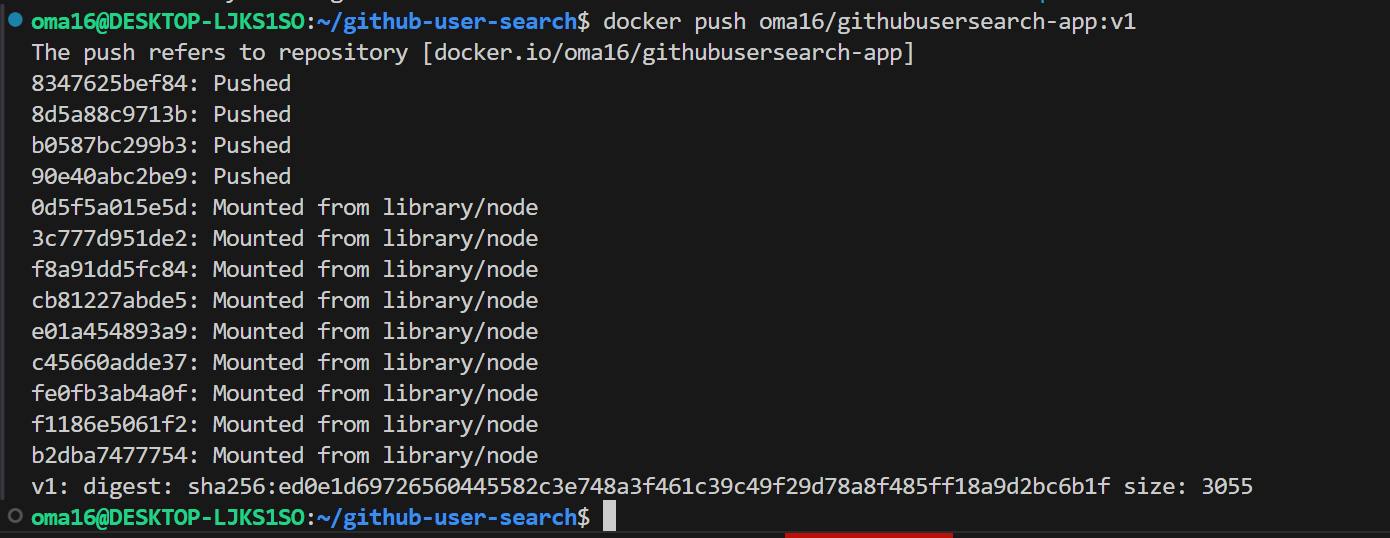 oma16@DESKTOP-LJKS1SO:~/github-user-search$ docker push oma16/githubusersearch-app:v1
The push refers to repository [docker.io/oma16/githubusersearch-app]
8347625bef84: Pushed
8d5a88c9713b: Pushed
b0587bc299b3: Pushed
90e40abc2be9: Pushed
0d5f5a015e5d: Mounted from library/node
3c777d951de2: Mounted from library/node
f8a91dd5fc84: Mounted from library/node
cb81227abde5: Mounted from library/node
e01a454893a9: Mounted from library/node
c45660adde37: Mounted from library/node
fe0fb3ab4a0f: Mounted from library/node
f1186e5061f2: Mounted from library/node
b2dba7477754: Mounted from library/node
v1: digest: sha256:ed0e1d69726560445582c3e748a3f461c39c49f29d78a8f485ff18a9d2bc6b1f size: 3055
oma16@DESKTOP-LJKS1SO:~/github-user-search$